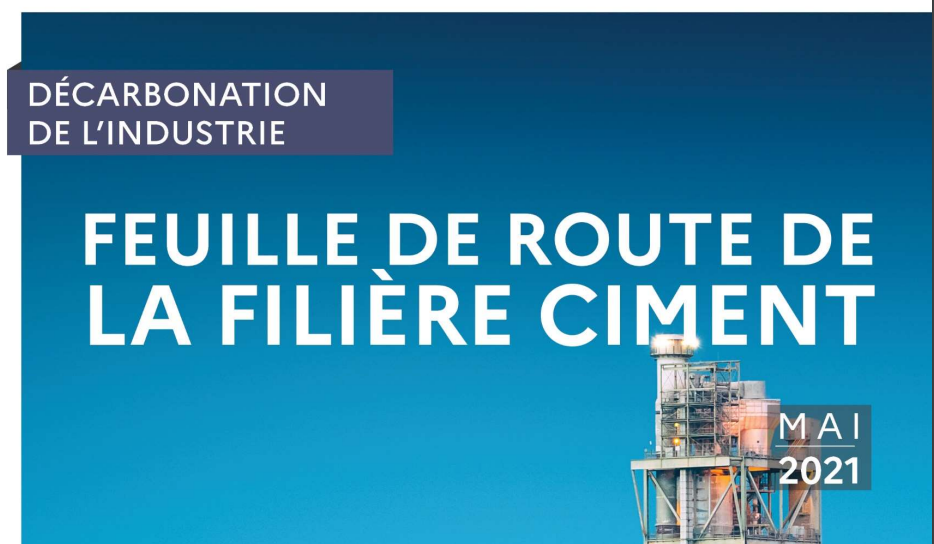 DÉCARBONATION
DE L'INDUSTRIE
FEUILLE DE ROUTE DE
LA FILIÈRE CIMENT
MAI
2021